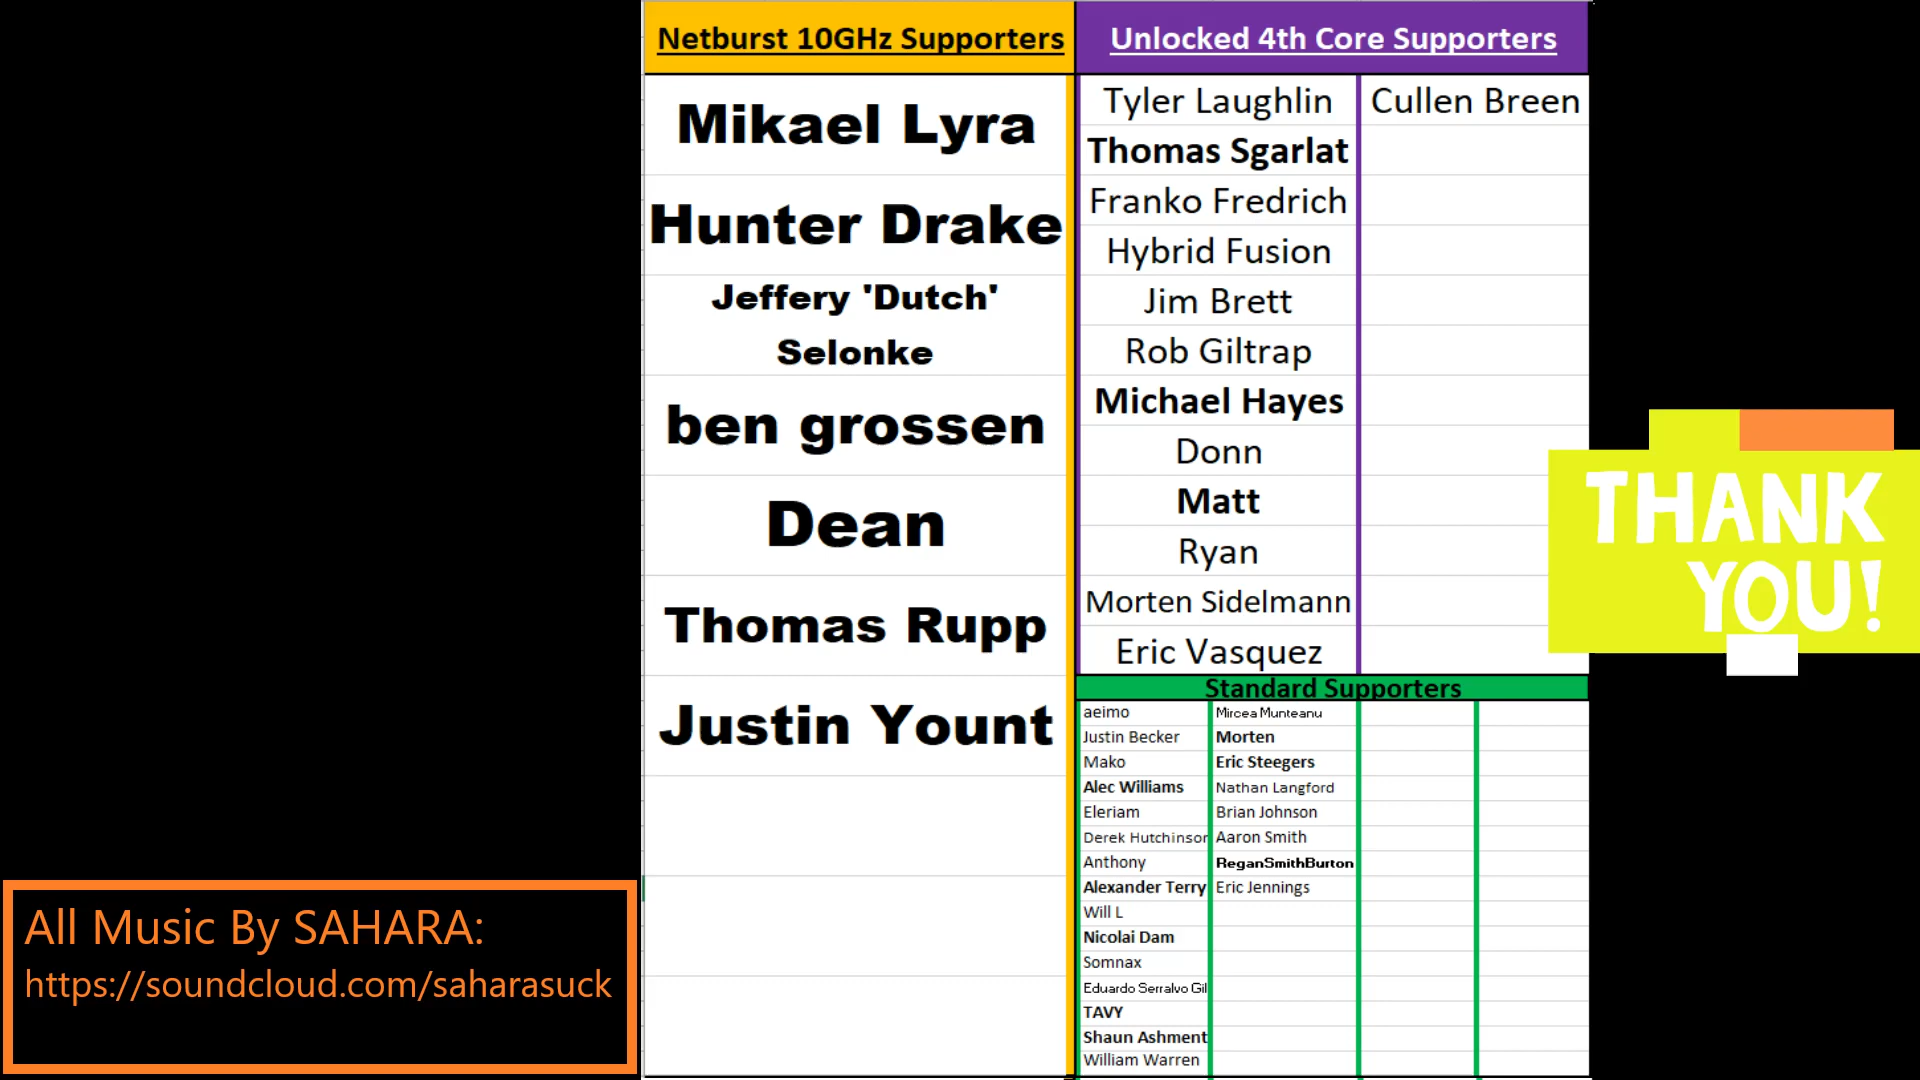 Netburst 10GHz Supporters
Mikael Lyra
Hunter Drake
Jeffery 'Dutch'
Selonke
ben grossen
Dean
Thomas Rupp
Justin Yount
Unlocked 4th Core Supporters
Tyler Laughlin
Thomas Sgarlat
Franko Fredrich
Hybrid Fusion
Jim Brett
Rob Giltrap
Michael Hayes
Donn
Matt
Ryan
Morten Sidelmann
Eric Vasquez
Cullen Breen
Standard Supporters
aeimo
Justin Becker
Mako
Alec Williams
Eleriam
Derek Hutchinson
Anthony
Alexander Terry
Will L
Nicolai Dam
Somnax
Eduardo Serralvo Gil
TAVY
Shaun Ashment
William Warren
Mircea Munteanu
Morten
Eric Steegers
Nathan Langford
Brian Johnson
Aaron Smith
ReganSmithBurton
Eric Jennings
THANK
YOU!
All Music By SAHARA:
https://soundcloud.com/saharasuck